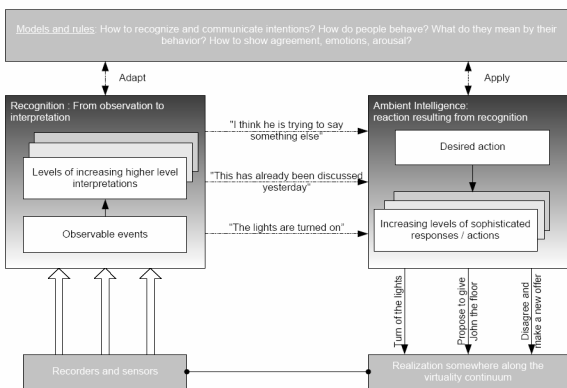 Models and rules: How to recognize and communicate intentions? How do people behave? What do they mean by their
behavior? How to show agreement, emotions, arousal?
Adapt
Apply
Recognition : From observation to
interpretation
Levels of increasing higher level
interpretations
Observable events
"I think he is trying to say
something else"
"This has already been discussed
yesterday"
"The lights are turned on"
Ambient Intelligence:
reaction resulting from recognition
Desired action
Increasing levels of sophisticated
responses / actions
Turn of the lights
Propose to give
John the floor
Disagree and
make a new offer
Recorders and sensors
Realization somewhere along the
virtuality continuum